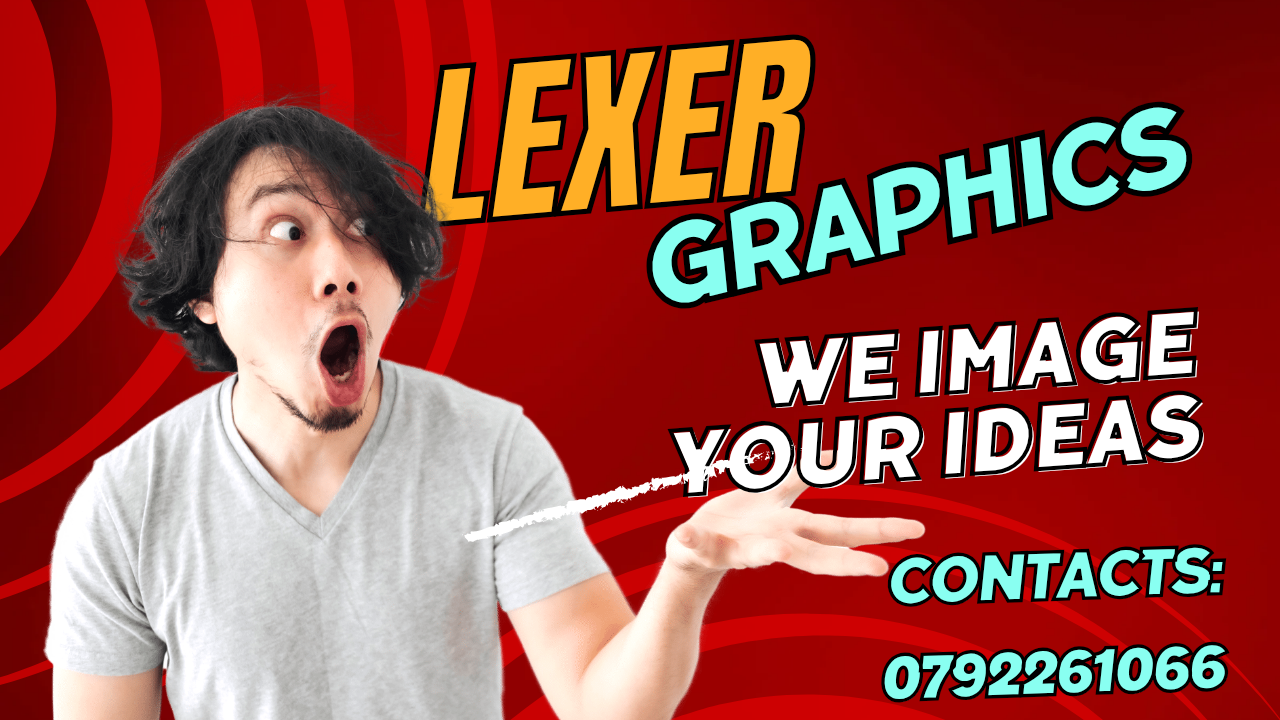 LEXER
GRAPHICS
WE IMAGE
YOUR IDEAS
CONTACTS:
0792261066